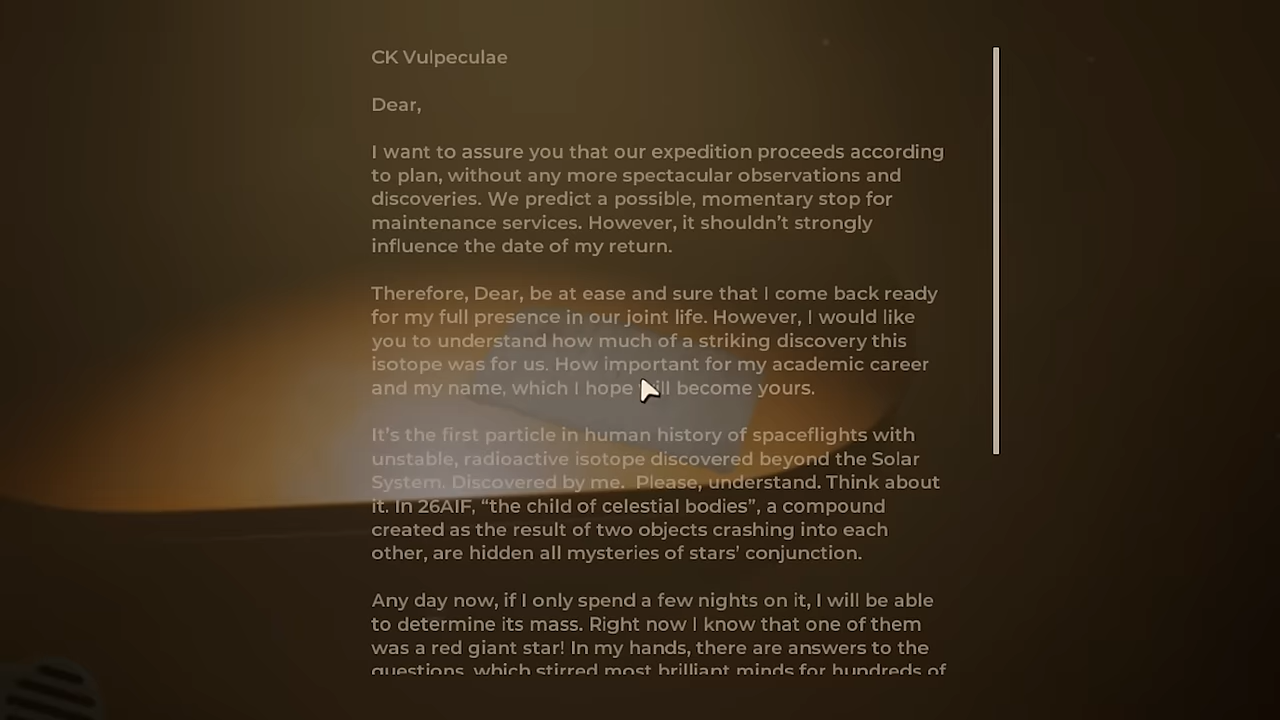 CK Vulpeculae
Dear,
I want to assure you that our expedition proceeds according
to plan, without any more spectacular observations and
discoveries. We predict a possible, momentary stop for
maintenance services. However, it shouldn't strongly
influence the date of my return.
Therefore, Dear, be at ease and sure that I come back ready
for my full presence in our joint life. However, I would like
you to understand how much of a striking discovery this
isotope was for us. How important for my academic career
and my name, which I hope will become yours.
It's the first particle in human history of spaceflights with
unstable, radioactive isotope discovered beyond the Solar
System. Discovered by me.  Please, understand. Think about
it. In 26AIF, “the child of celestial bodies”, a compound
created as the result of two objects crashing into each
other, are hidden all mysteries of stars’ conjunction.
Any day now, if I only spend a few nights on it, I will be able
to determine its mass. Right now I know that one of them
was a red giant star! In my hands, there are answers to the
questions, which stirred most brilliant minds for hundreds of